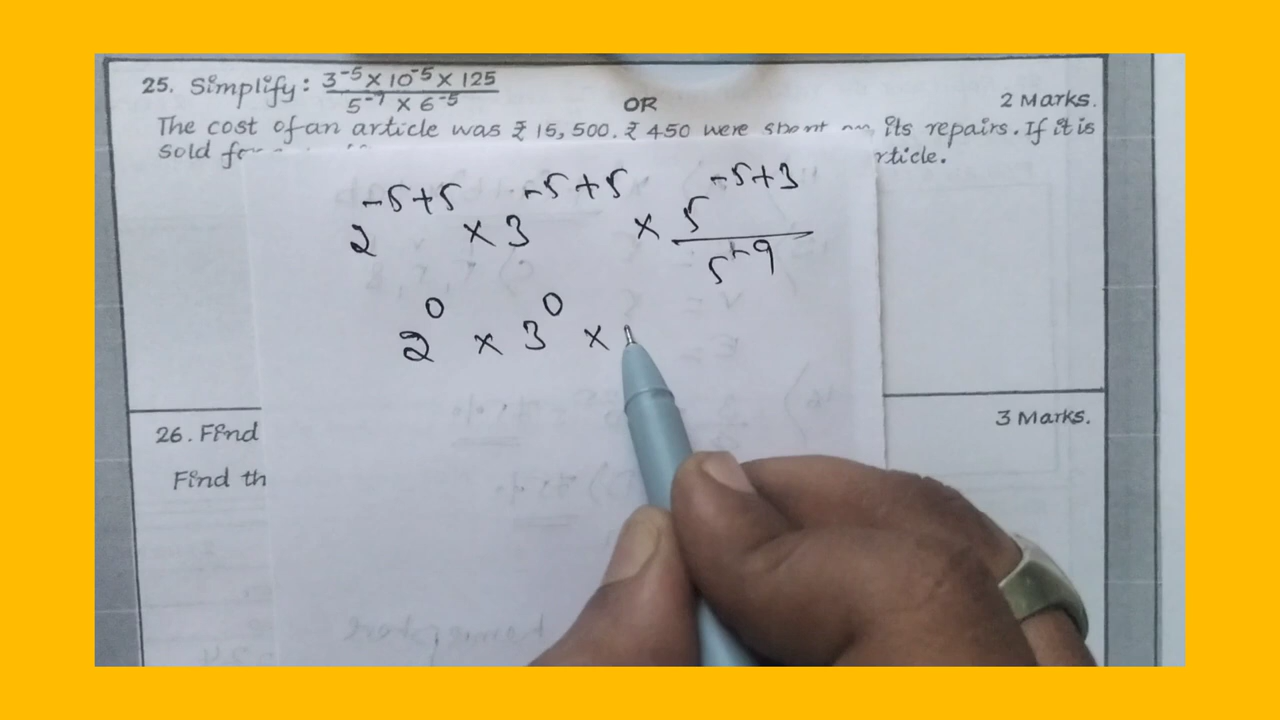 25. Simplify: 3⁻⁵ × 10⁻⁵ × 125 / 5⁻⁷ × 6⁻⁵
OR
2 Marks.
The cost of an article was ₹ 15,500. ₹ 450 were spent on its repairs. If it is
sold for rticle.
2⁻⁵⁺⁵ × 3⁻⁵⁺⁵ × 5⁻⁵⁺³ / 5⁻⁹
2⁰ × 3⁰ ×
26. Find
3 Marks.
Find th